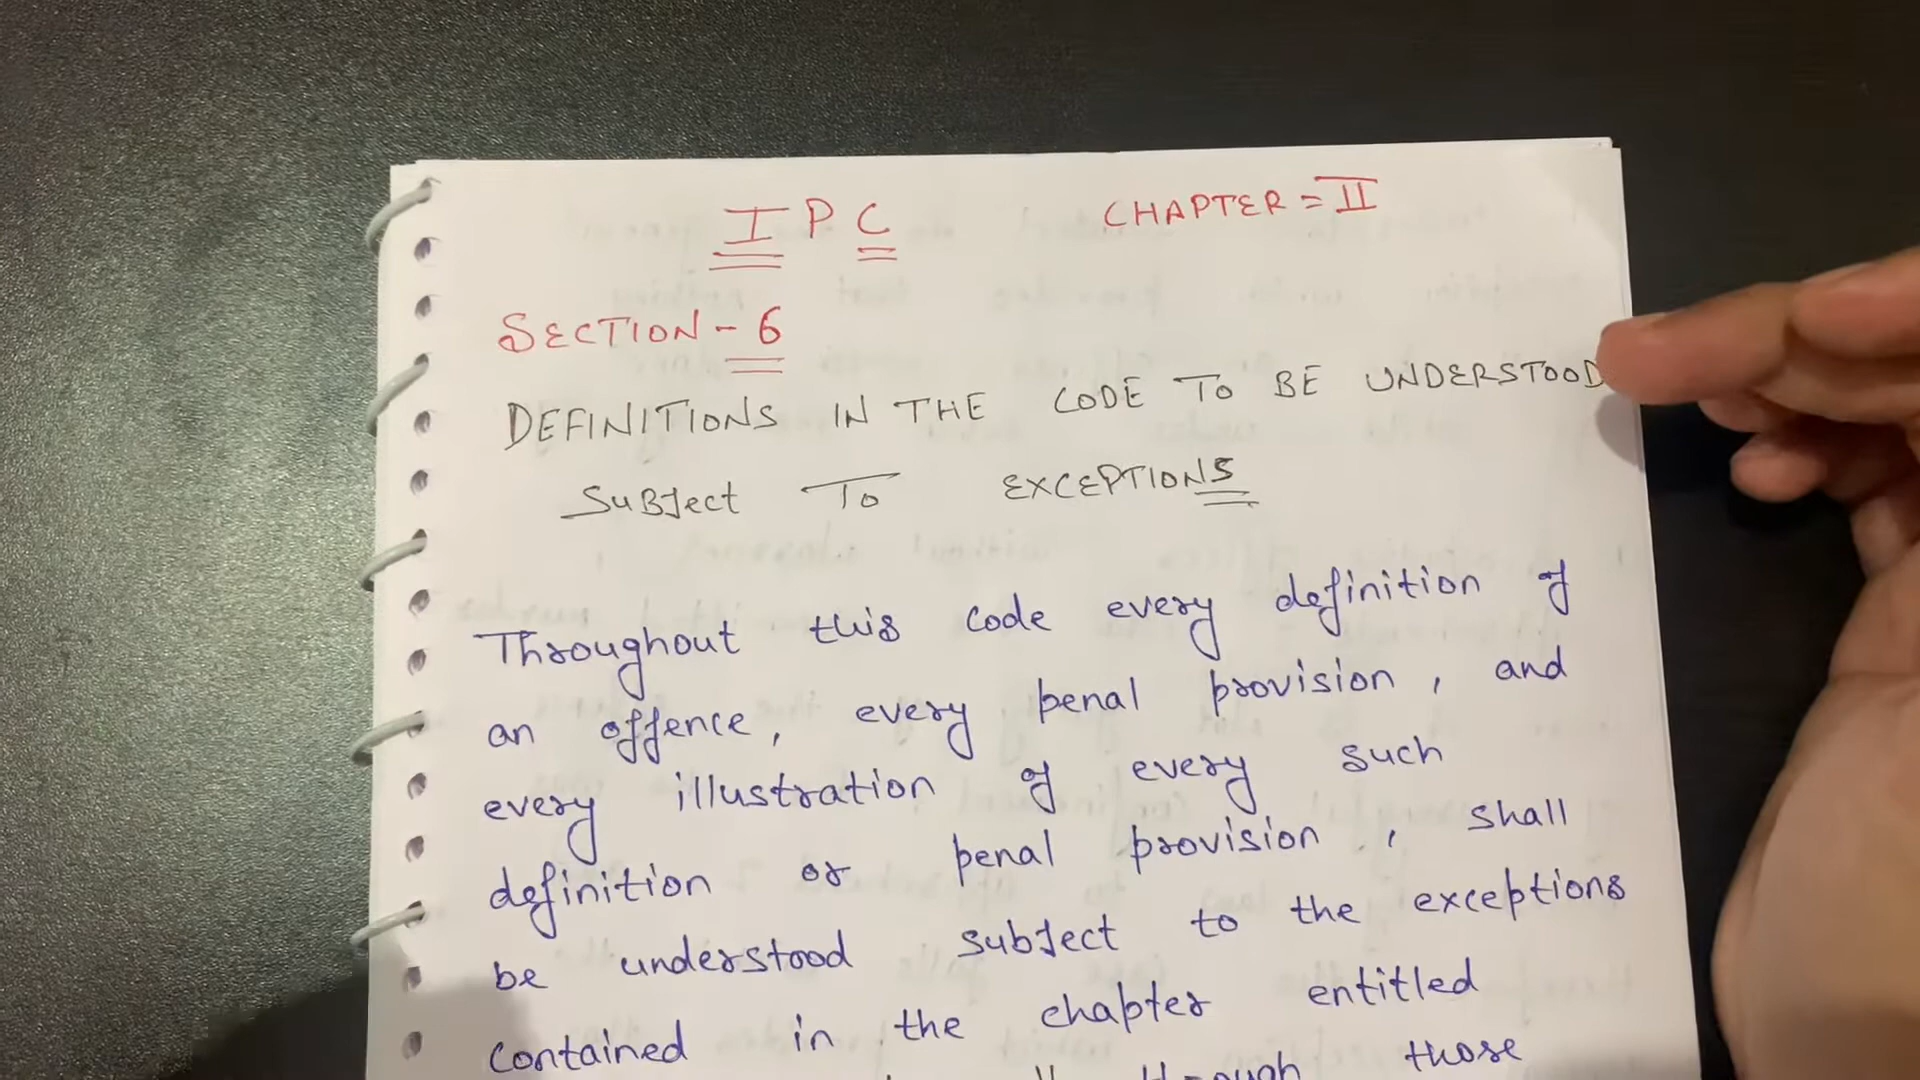 IPC CHAPTER = II
SECTION - 6
DEFINITIONS IN THE CODE TO BE UNDERSTOOD
SUBJECT TO EXCEPTIONS
Throughout this code every definition of
an offence, every penal provision, and
every illustration of every such
definition or penal provision, shall
be understood subject to the exceptions
contained in the chapter entitled
those